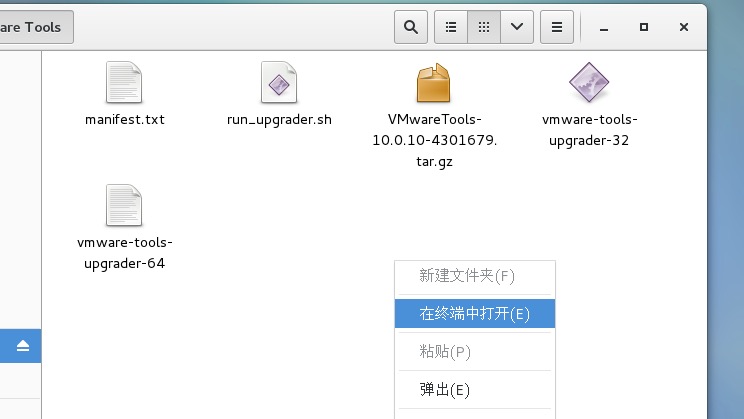 are Tools
manifest.txt
run_upgrader.sh
VMwareTools-
10.0.10-4301679.
tar.gz
vmware-tools-
upgrader-32
vmware-tools-
upgrader-64
新建文件夹(F)
在终端中打开(E)
粘贴(P)
弹出(E)